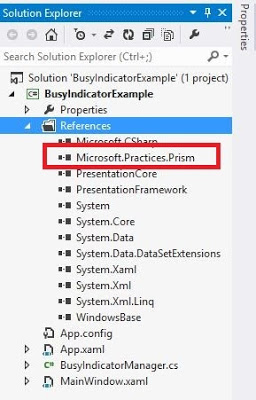 Solution Explorer
Search Solution Explorer (Ctrl+;)
Solution 'BusyIndicatorExample' (1 project)
BusyIndicatorExample
Properties
References
Microsoft.CSharp
Microsoft.Practices.Prism
PresentationCore
PresentationFramework
System
System.Core
System.Data
System.Data.DataSetExtensions
System.Xaml
System.Xml
System.Xml.Linq
WindowsBase
App.config
App.xaml
BusyIndicatorManager.cs
MainWindow.xaml
Properties